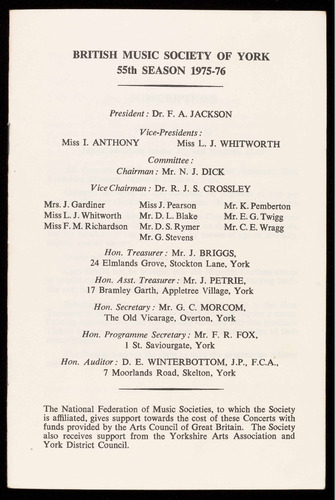 BRITISH MUSIC SOCIETY OF YORK
55th SEASON 1975-76
President: Dr. F. A. JACKSON
Vice-Presidents:
Miss I. ANTHONY Miss L. J. WHITWORTH
Committee:
Chairman: Mr. N. J. DICK
Vice Chairman: Dr. R. J. S. CROSSLEY
Mrs. J. Gardiner Miss J. Pearson Mr. K. Pemberton
Miss L. J. Whitworth Mr. D. L. Blake Mr. E. G. Twigg
Miss F. M. Richardson Mr. D. S. Rymer Mr. C. E. Wragg
Mr. G. Stevens
Hon. Treasurer: Mr. J. BRIGGS,
24 Elmlands Grove, Stockton Lane, York
Hon. Asst. Treasurer: Mr. J. PETRIE,
17 Bramley Garth, Appletree Village, York
Hon. Secretary: Mr. G. C. MORCOM,
The Old Vicarage, Overton, York
Hon. Programme Secretary: Mr. F. R. FOX,
1 St. Saviourgate, York
Hon. Auditor: D. E. WINTERBOTTOM, J.P., F.C.A.,
7 Moorlands Road, Skelton, York
The National Federation of Music Societies, to which the Society
is affiliated, gives support towards the cost of these Concerts with
funds provided by the Arts Council of Great Britain. The Society
also receives support from the Yorkshire Arts Association and
York District Council.